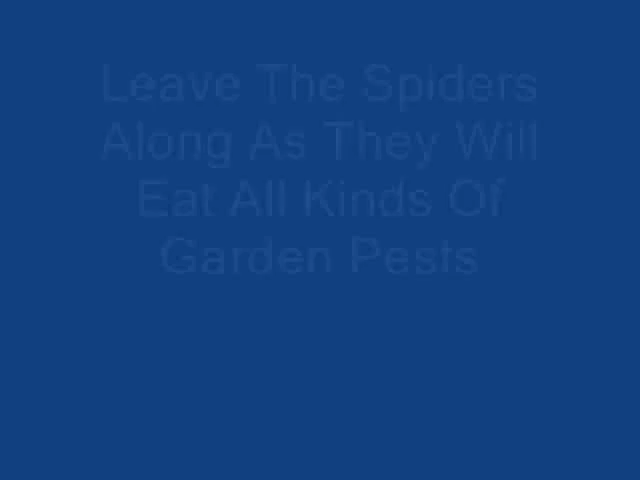 Leave The Spiders
Along As They Will
Eat All Kinds Of
Garden Pests